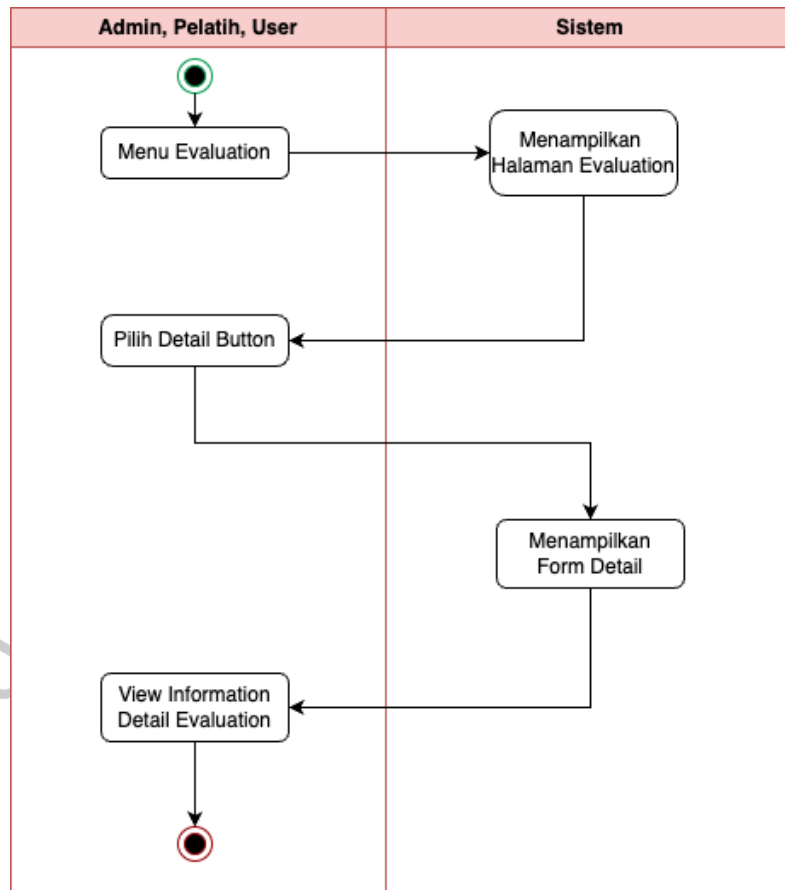 Admin, Pelatih, User
Sistem
Menu Evaluation
Menampilkan
Halaman Evaluation
Pilih Detail Button
Menampilkan
Form Detail
View Information
Detail Evaluation